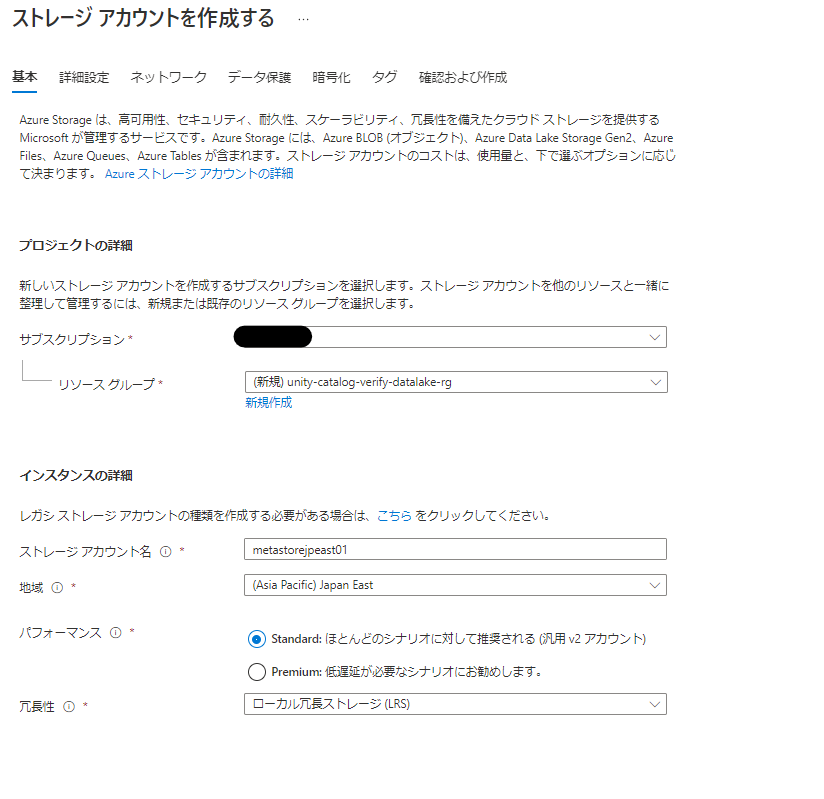 ストレージ アカウントを作成する ...
基本 詳細設定 ネットワーク データ保護 暗号化 タグ 確認および作成
Azure Storage は、高可用性、セキュリティ、耐久性、スケーラビリティ、冗長性を備えたクラウド ストレージを提供する
Microsoft が管理するサービスです。Azure Storage には、Azure BLOB (オブジェクト)、Azure Data Lake Storage Gen2、Azure
Files、Azure Queues、Azure Tables が含まれます。ストレージ アカウントのコストは、使用量と、下で選ぶオプションに応じ
て決まります。 Azure ストレージ アカウントの詳細
プロジェクトの詳細
新しいストレージ アカウントを作成するサブスクリプションを選択します。ストレージ アカウントを他のリソースと一緒に
整理して管理するには、新規または既存のリソース グループを選択します。
サブスクリプション *
リソース グループ * (新規) unity-catalog-verify-datalake-rg
新規作成
インスタンスの詳細
レガシ ストレージ アカウントの種類を作成する必要がある場合は、こちら をクリックしてください。
ストレージ アカウント名 * metastorejpeast01
地域 * (Asia Pacific) Japan East
パフォーマンス * Standard: ほとんどのシナリオに対して推奨される (汎用 v2 アカウント)
Premium: 低遅延が必要なシナリオにお勧めします。
冗長性 * ローカル冗長ストレージ (LRS)